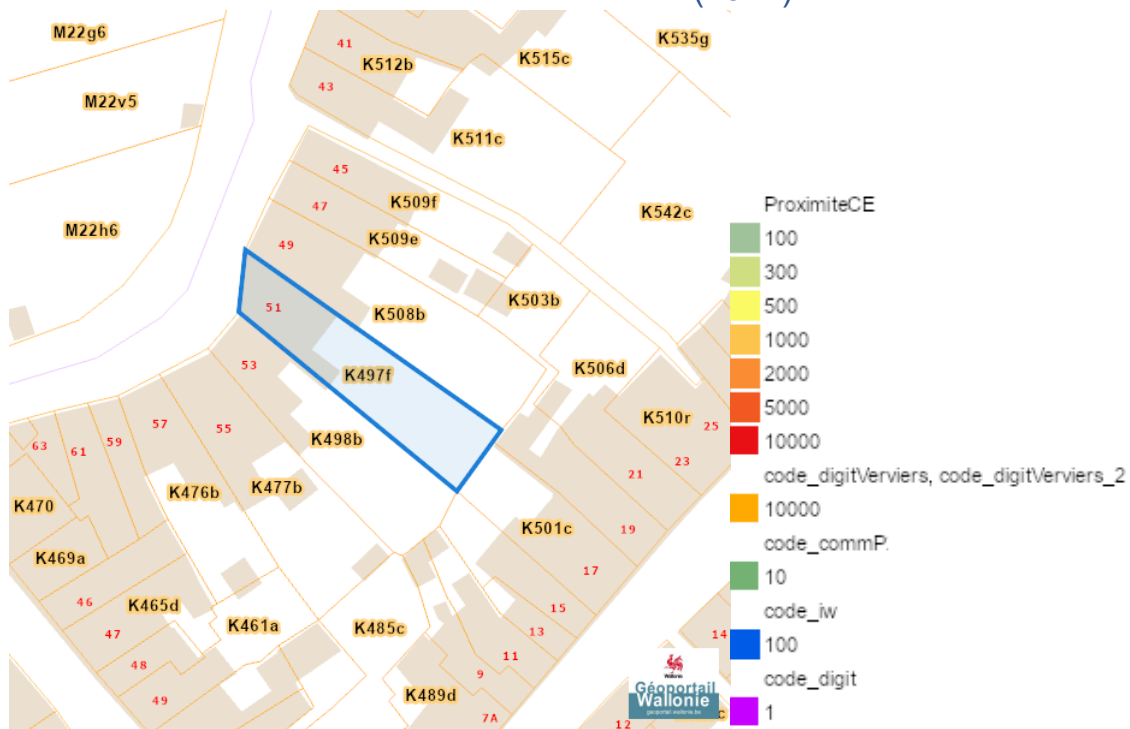 M22g6
K535g
41
K512b
K515c
43
M22v5
K511c
45
K509f
47
K542c
M22h6
K509e
49
K503b
51
K508b
53
K497f
K506d
57
55
K510r
25
59
K498b
63
61
23
K476b
K477b
21
K470
K501c
19
K469a
17
46
K465d
15
47
K461a
K485c
13
14
48
11
9
49
K489d
7A
12
c
Wallonie
Géoportail
Wallonie
geoportail.wallonie.be
ProximiteCE
100
300
500
1000
2000
5000
10000
code_digitVerviers, code_digitVerviers_2
10000
code_commP.
10
code_iw
100
code_digit
1